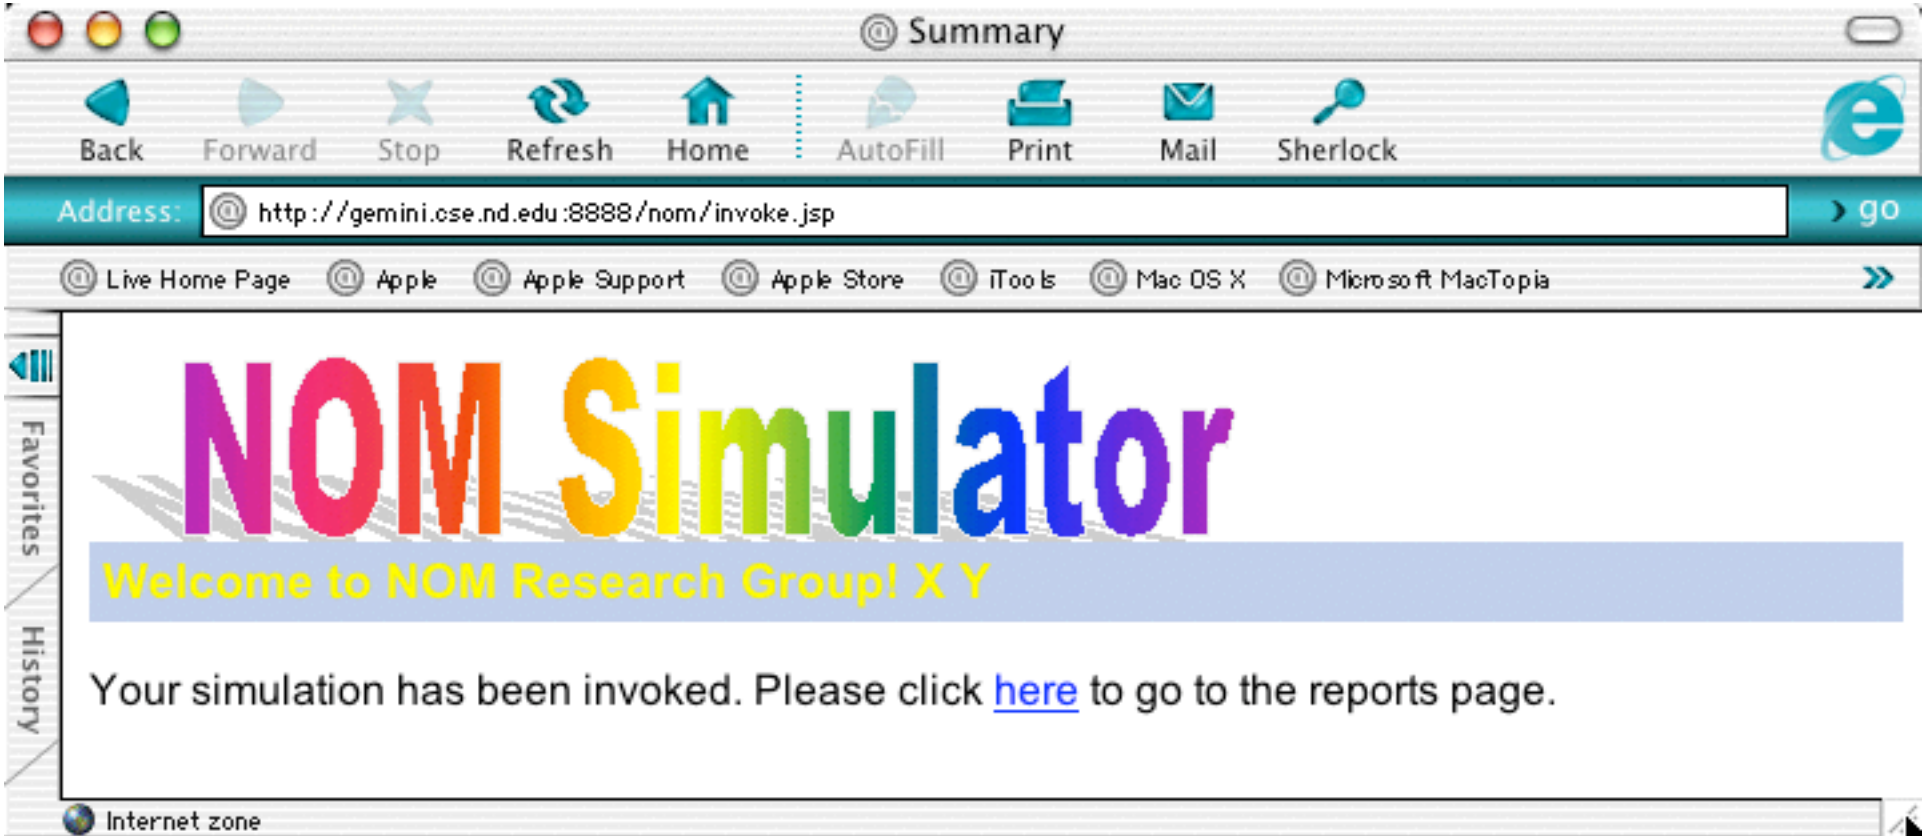 Summary
Back Forward Stop Refresh Home AutoFill Print Mail Sherlock
Address: http://gemini.cse.nd.edu:8888/nom/invoke.jsp go
Live Home Page Apple Apple Support Apple Store iTools Mac OS X Microsoft MacTopia
NOM Simulator
Favorites
Welcome to NOM Research Group! X Y
History
Your simulation has been invoked. Please click here to go to the reports page.
Internet zone